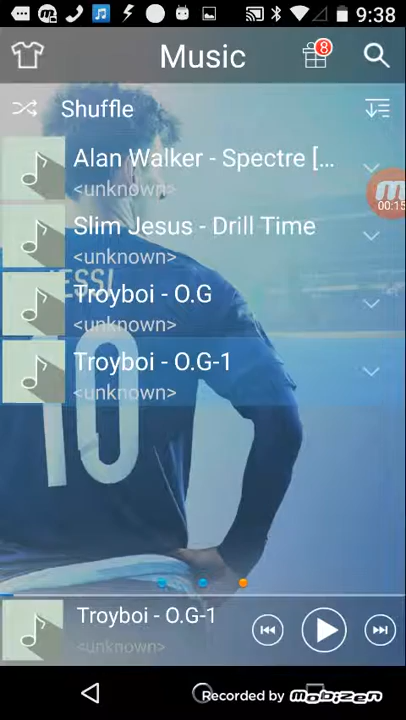 9:38
Music
8
Shuffle
Alan Walker - Spectre [...
<unknown>
00:15
Slim Jesus - Drill Time
<unknown>
MESSI
10
Troyboi - O.G
<unknown>
Troyboi - O.G-1
<unknown>
Troyboi - O.G-1
<unknown>
Recorded by MOBIZEN